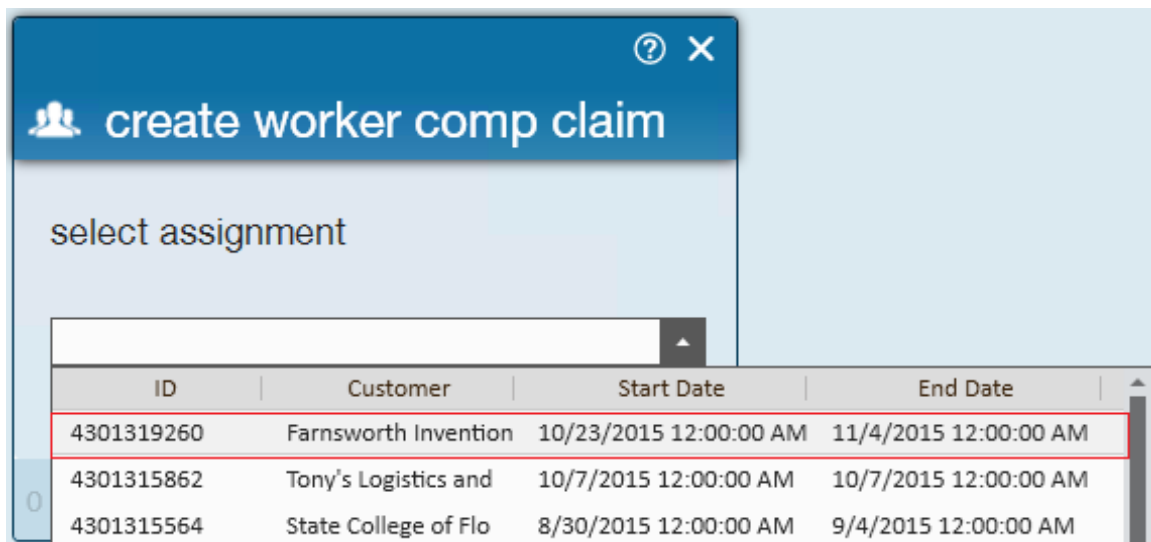 create worker comp claim
select assignment
ID Customer Start Date End Date
4301319260 Farnsworth Invention 10/23/2015 12:00:00 AM 11/4/2015 12:00:00 AM
4301315862 Tony's Logistics and 10/7/2015 12:00:00 AM 10/7/2015 12:00:00 AM
0
4301315564 State College of Flo 8/30/2015 12:00:00 AM 9/4/2015 12:00:00 AM